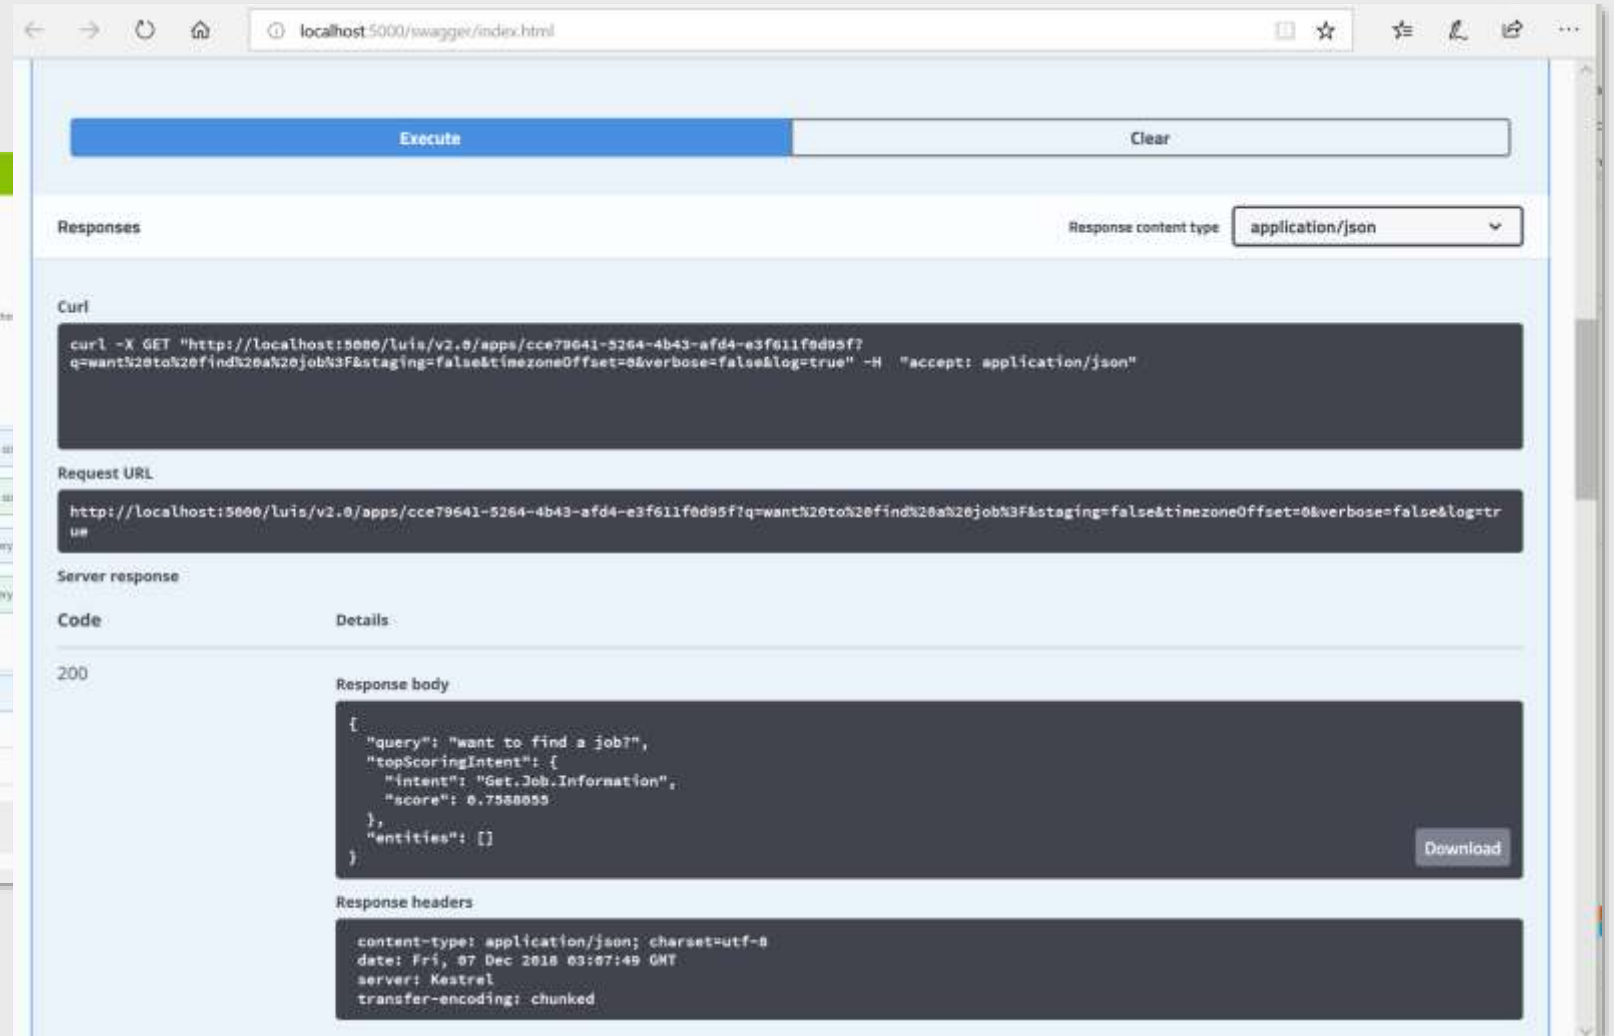 localhost:5000/swagger/index.html
Execute
Clear
Responses
Response content type
application/json
Curl
curl -X GET "http://localhost:5000/luis/v2.0/apps/cce79641-5264-4b43-afd4-e3f611f0d95f?
q=want%20to%20find%20a%20job%3F&staging=false&timezoneOffset=0&verbose=false&log=true" -H "accept: application/json"
Request URL
http://localhost:5000/luis/v2.0/apps/cce79641-5264-4b43-afd4-e3f611f0d95f?q=want%20to%20find%20a%20job%3F&staging=false&timezoneOffset=0&verbose=false&log=tr
ue
Server response
Code
Details
200
Response body
{
"query": "want to find a job?",
"topScoringIntent": {
"intent": "Get.Job.Information",
"score":
},
"entities": []
}
Download
Response headers
content-type: application/json; charset=utf-8
date: Fri, 07 Dec 2018 03:07:49 GMT
server: Kestrel
transfer-encoding: chunked